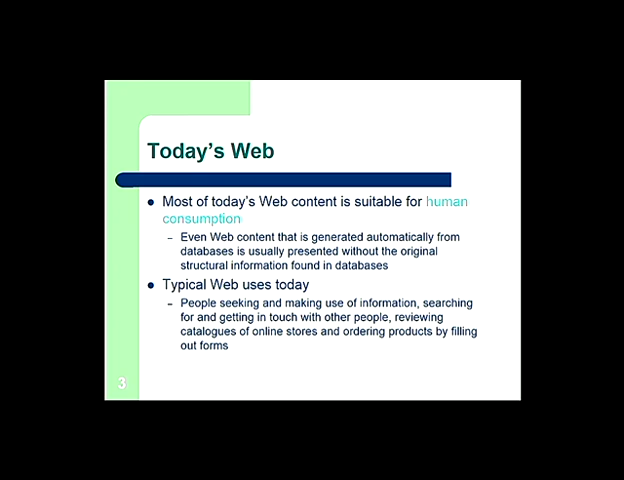 Today's Web
● Most of today's Web content is suitable for human
consumption
– Even Web content that is generated automatically from
databases is usually presented without the original
structural information found in databases
● Typical Web uses today
– People seeking and making use of information, searching
for and getting in touch with other people, reviewing
catalogues of online stores and ordering products by filling
out forms
3